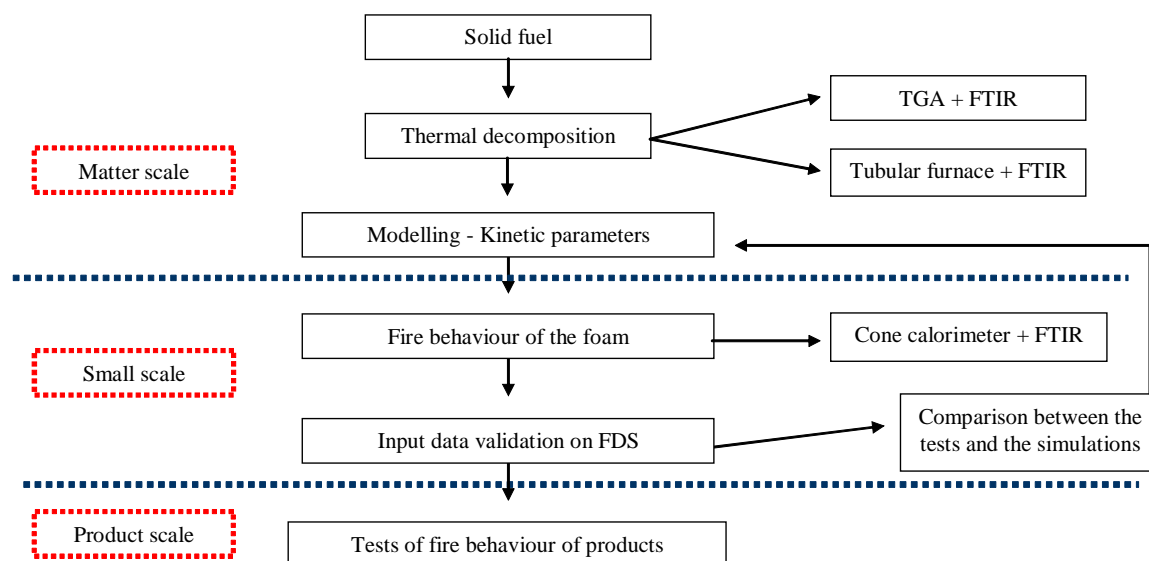 Solid fuel
TGA + FTIR
Thermal decomposition
Matter scale
Tubular furnace + FTIR
Modelling - Kinetic parameters
Fire behaviour of the foam
Cone calorimeter + FTIR
Small scale
Comparison between the
tests and the simulations
Input data validation on FDS
Product scale
Tests of fire behaviour of products